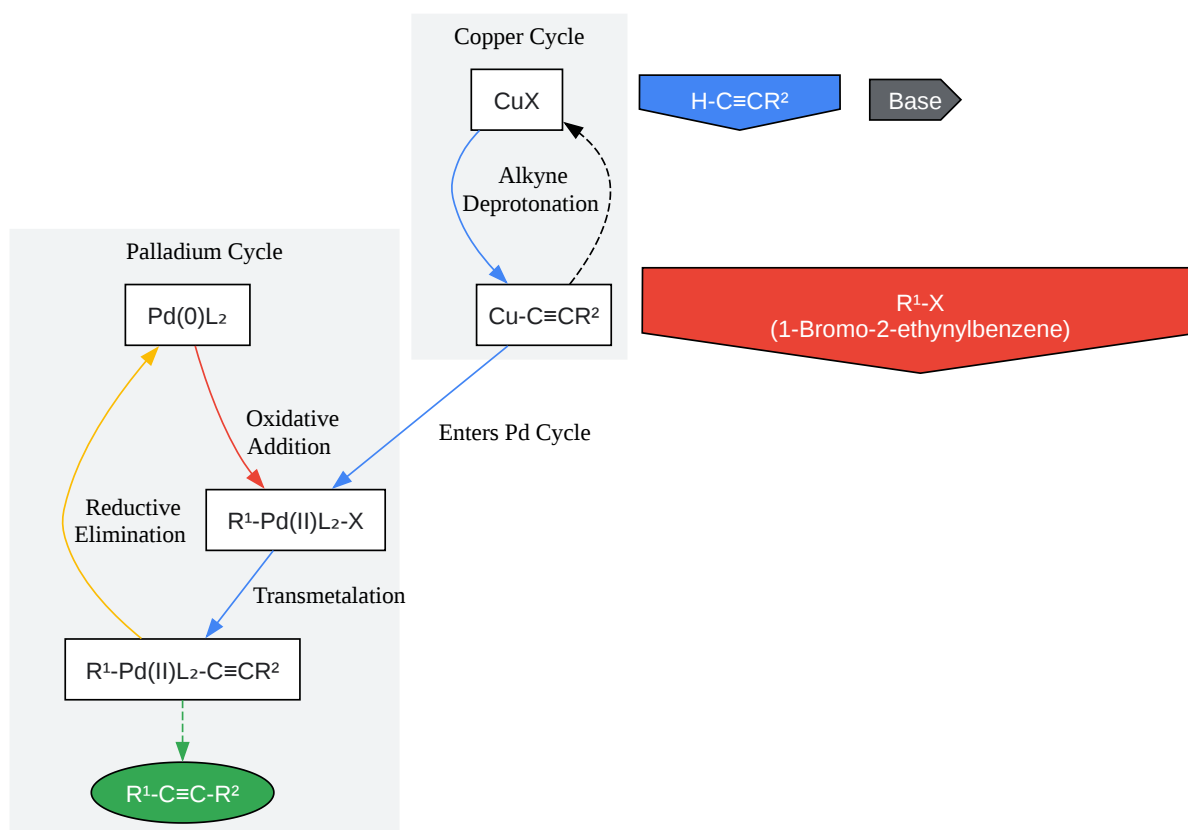 Copper Cycle
CuX
H-C≡CR²
Base
Alkyne
Deprotonation
Palladium Cycle
Pd(0)L₂
Cu-C≡CR²
R¹-X
(1-Bromo-2-ethynylbenzene)
Oxidative
Addition
Enters Pd Cycle
Reductive
Elimination
R¹-Pd(II)L₂-X
Transmetalation
R¹-Pd(II)L₂-C≡CR²
R¹-C≡C-R²